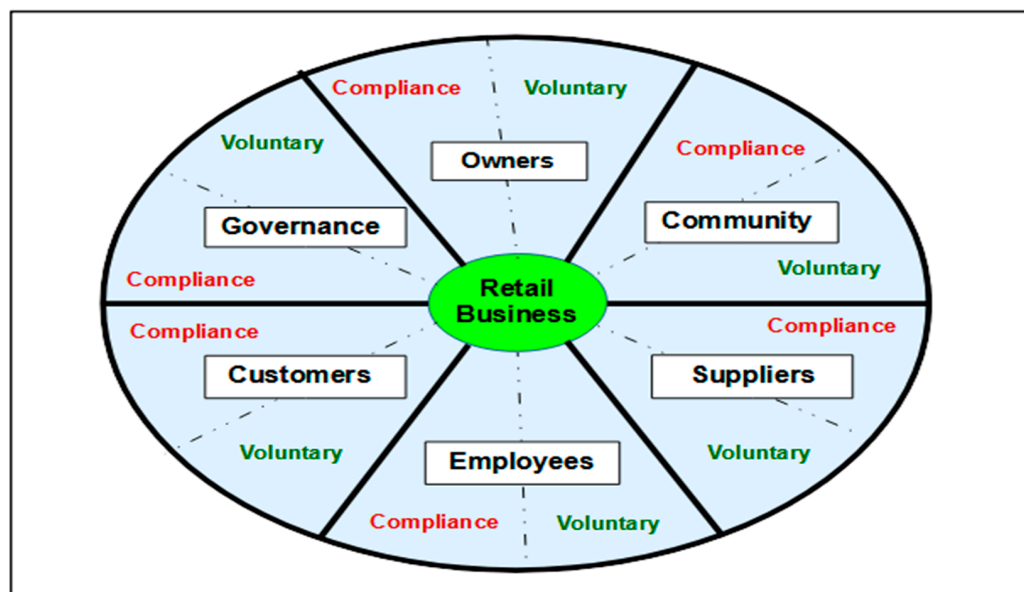 Compliance
Voluntary
Owners
Voluntary
Governance
Compliance
Compliance
Community
Voluntary
Retail
Business
Compliance
Customers
Voluntary
Compliance
Suppliers
Voluntary
Employees
Compliance
Voluntary